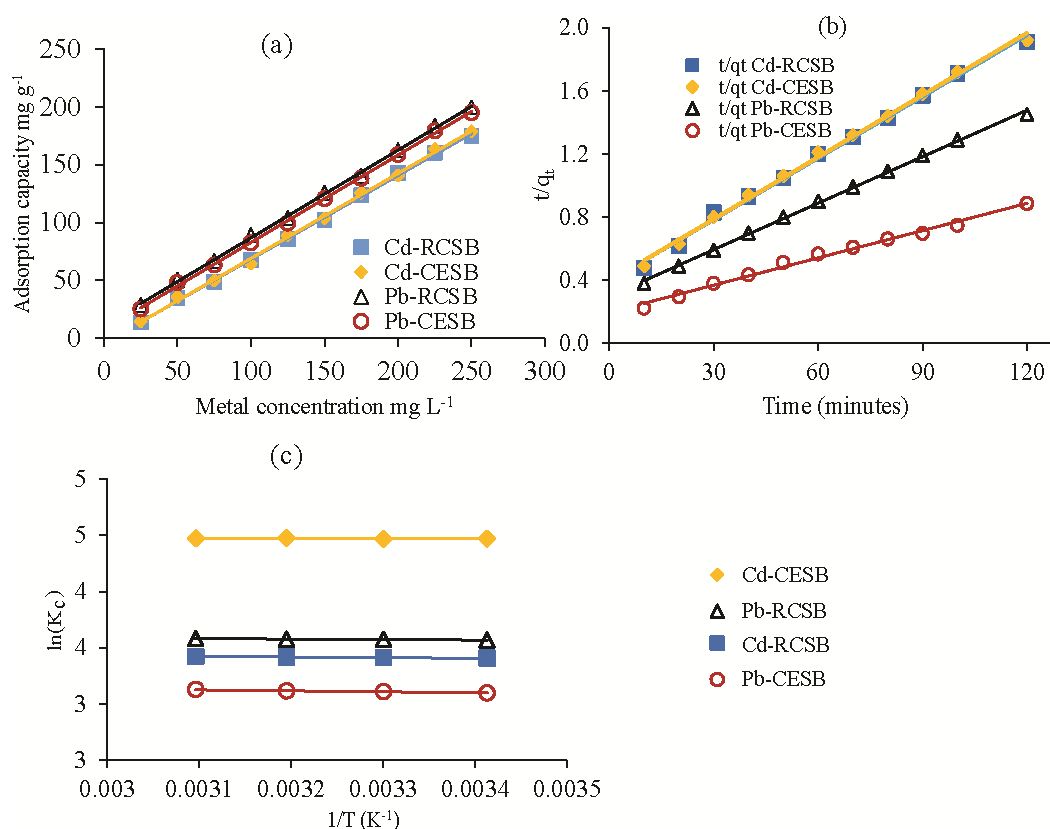 (a)
Adsorption capacity mg g-1
250
200
150
100
50
0
Cd-RCSB
Cd-CESB
Pb-RCSB
Pb-CESB
0 50 100 150 200 250 300
Metal concentration mg L-1
(b)
t/qt
2.0
1.6
1.2
0.8
0.4
0.0
t/qt Cd-RCSB
t/qt Cd-CESB
t/qt Pb-RCSB
t/qt Pb-CESB
0 30 60 90 120
Time (minutes)
(c)
ln(Kc)
5
5
4
4
3
3
0.003 0.0031 0.0032 0.0033 0.0034 0.0035
1/T (K-1)
Cd-CESB
Pb-RCSB
Cd-RCSB
Pb-CESB